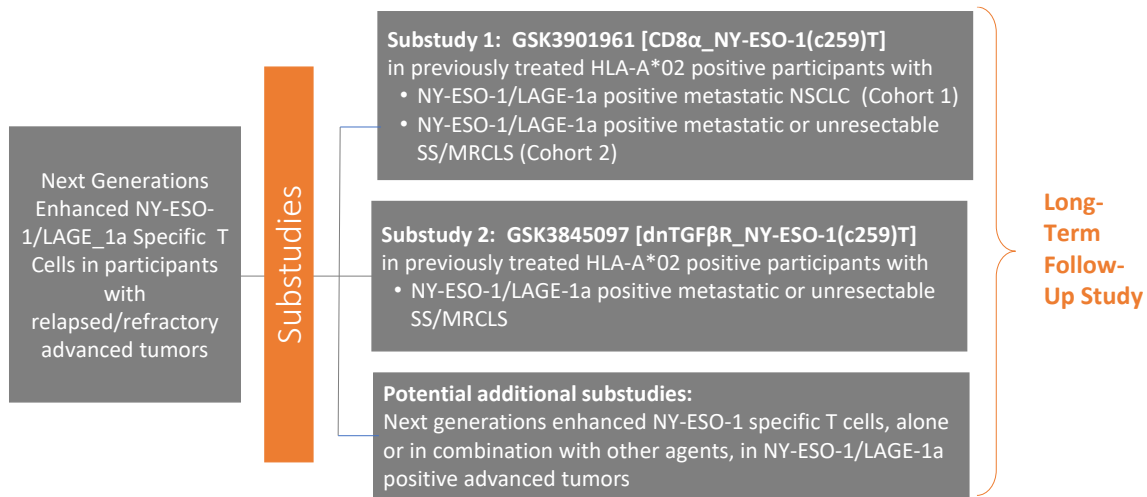 Next Generations
Enhanced NY-ESO-
1/LAGE_1a Specific T
Cells in participants
with
relapsed/refractory
advanced tumors
Substudies
Substudy 1: GSK3901961 [CD8α_NY-ESO-1(c259)T]
in previously treated HLA-A*02 positive participants with
• NY-ESO-1/LAGE-1a positive metastatic NSCLC (Cohort 1)
• NY-ESO-1/LAGE-1a positive metastatic or unresectable
SS/MRCLS (Cohort 2)
Substudy 2: GSK3845097 [dnTGFβR_NY-ESO-1(c259)T]
in previously treated HLA-A*02 positive participants with
• NY-ESO-1/LAGE-1a positive metastatic or unresectable
SS/MRCLS
Potential additional substudies:
Next generations enhanced NY-ESO-1 specific T cells, alone
or in combination with other agents, in NY-ESO-1/LAGE-1a
positive advanced tumors
Long-
Term
Follow-
Up Study